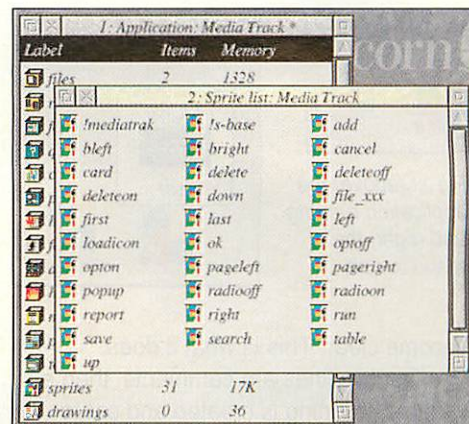 1: Application: Media Track *
Label Items Memory
corn
files 2 1328
2: Sprite list: Media Track
!mediatrak !s-base add
bleft bright cancel
card delete deleteoff
deleteon down file_xxx
first last left
loadicon ok optoff
opton pageleft pageright
popup radiooff radioon
report right run
save search table
up
sprites 31 17K
drawings 0 36